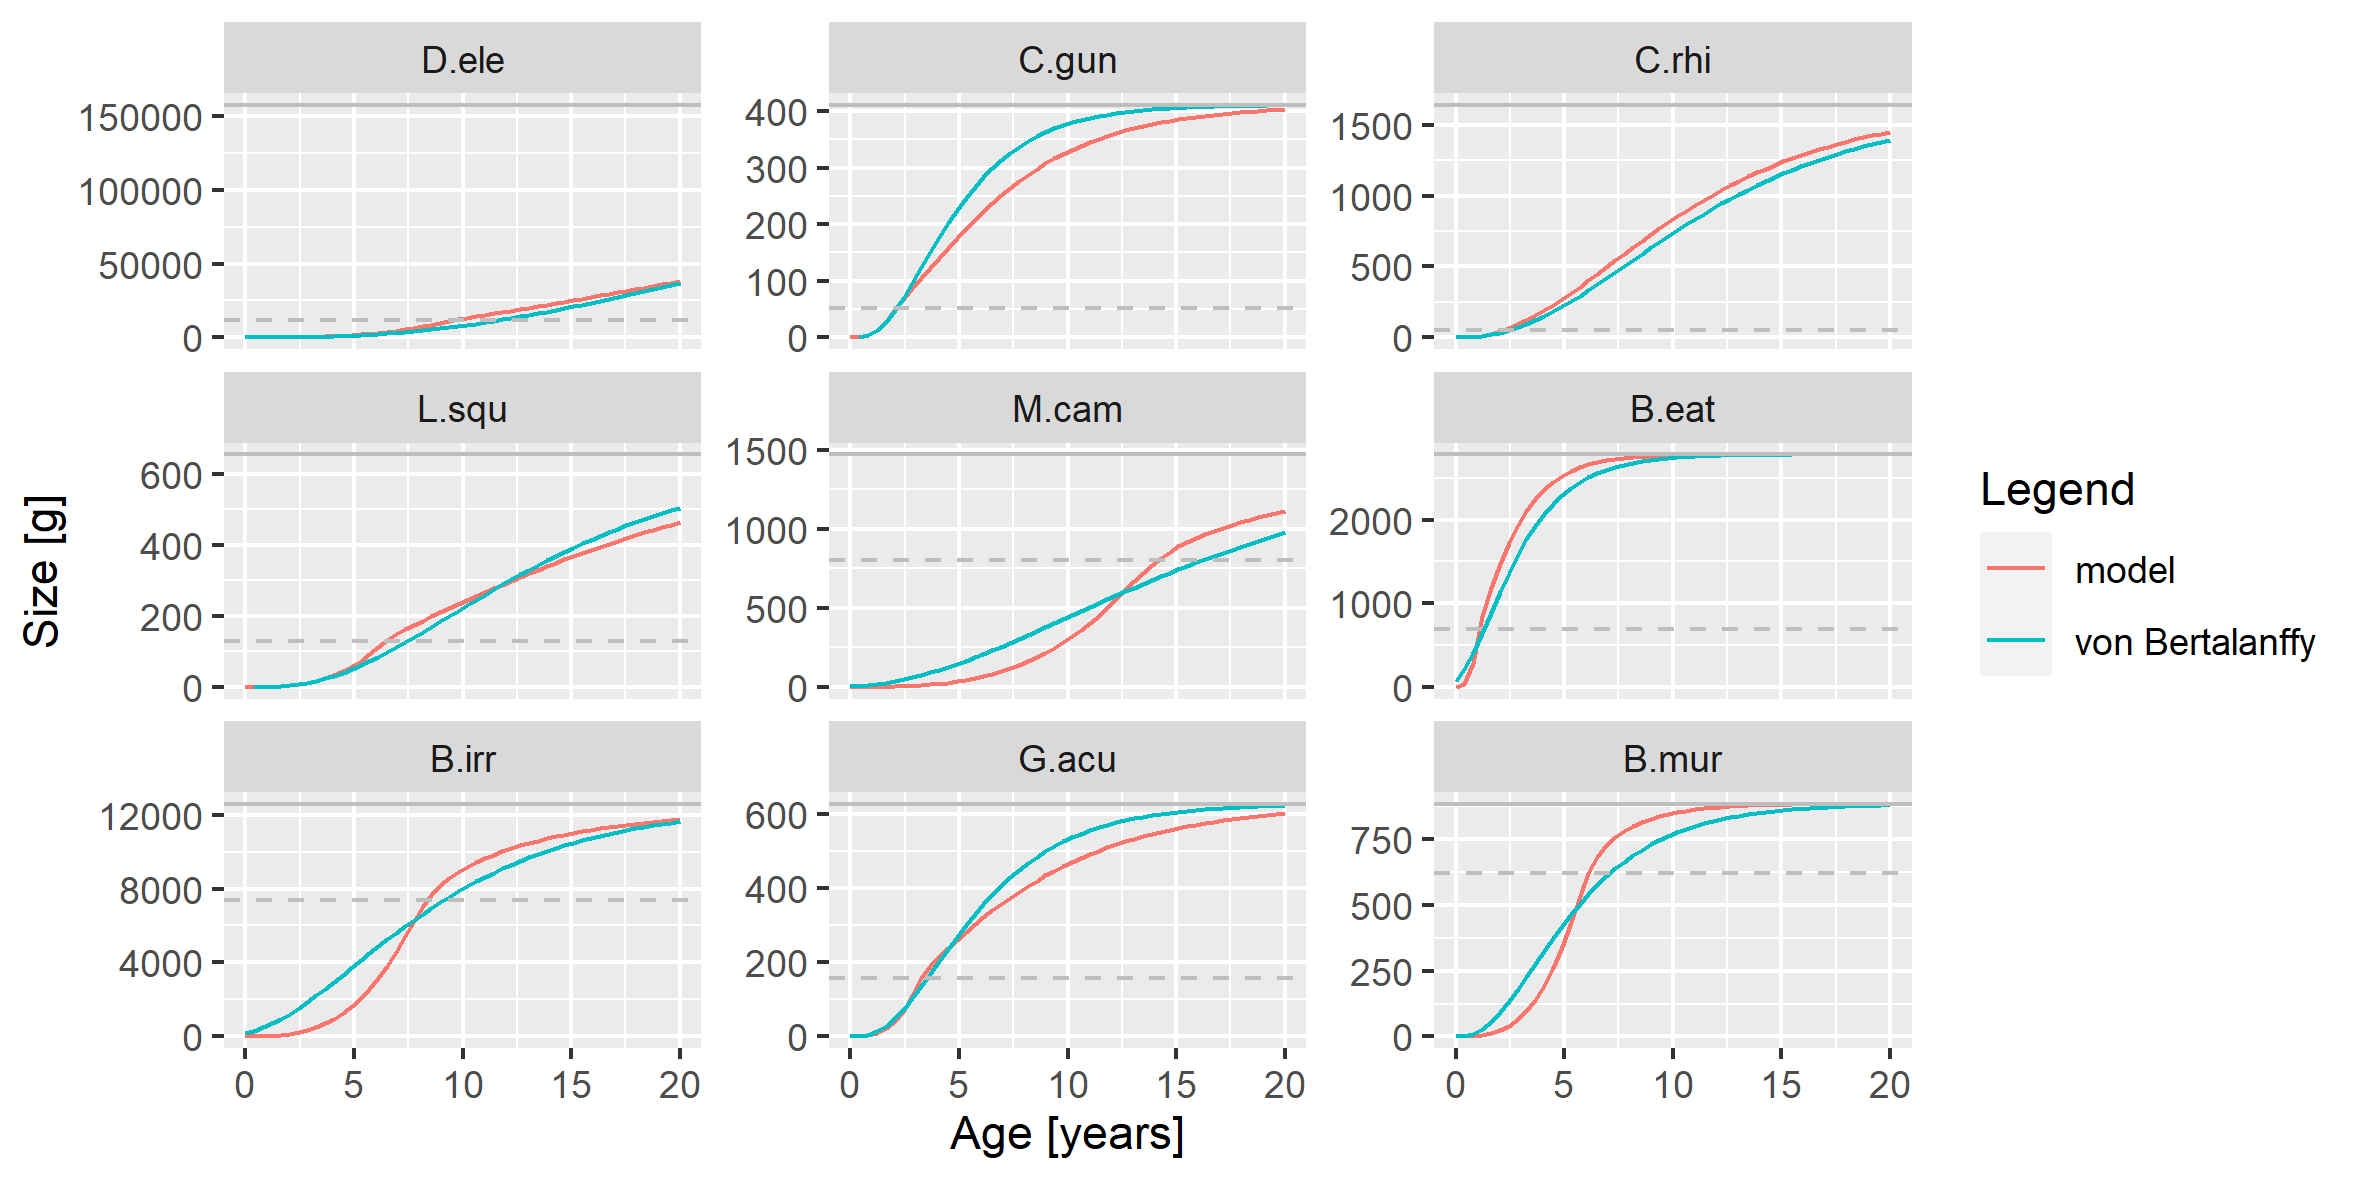 D.ele
C.gun
C.rhi
150000
100000
50000
0
400
300
200
100
0
1500
1000
500
0
L.squ
M.cam
B.eat
600
400
200
0
1500
1000
500
0
2000
1000
0
B.irr
G.acu
B.mur
12000
8000
4000
0
600
400
200
0
750
500
250
0
0 5 10 15 20
0 5 10 15 20
0 5 10 15 20
Age [years]
Size [g]
Legend
model
von Bertalanffy